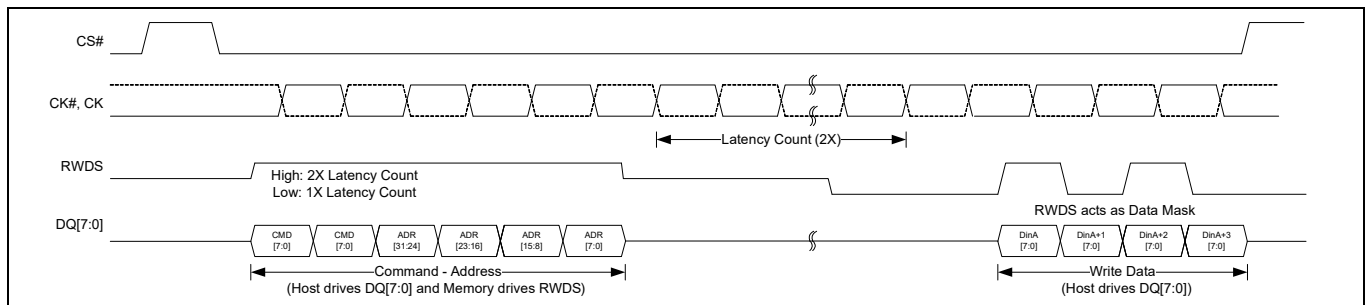 CS#
CK#, CK
Latency Count (2X)
RWDS
High: 2X Latency Count
Low: 1X Latency Count
RWDS acts as Data Mask
DQ[7:0]
CMD [7:0]
CMD [7:0]
ADR [31:24]
ADR [23:16]
ADR [15:8]
ADR [7:0]
DinA [7:0]
DinA+1 [7:0]
DinA+2 [7:0]
DinA+3 [7:0]
Command - Address
(Host drives DQ[7:0] and Memory drives RWDS)
Write Data
(Host drives DQ[7:0])